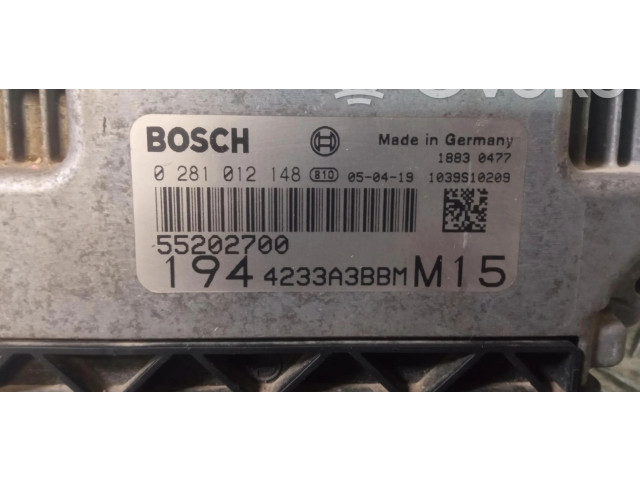 BOSCH
Made in Germany
1883 0477
0 281 012 148 810 05-04-19 1039S10209
55202700
194 4233A3BBM M15